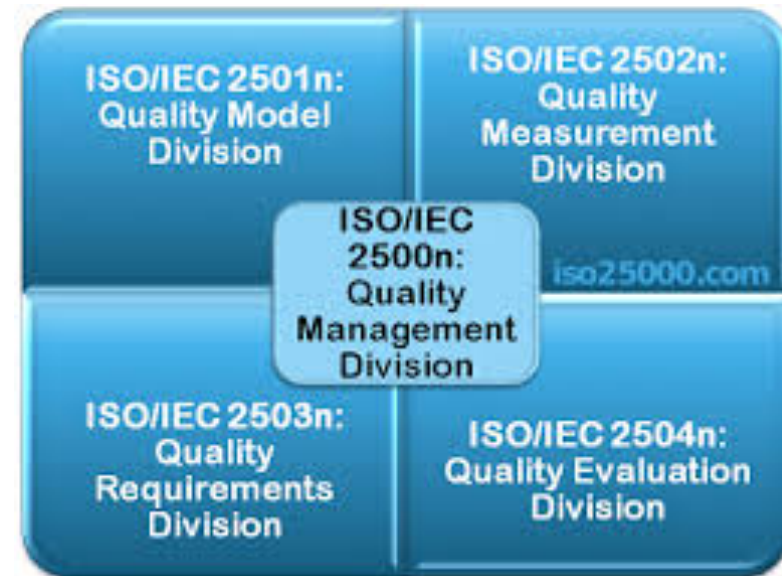 ISO/IEC 2501n:
Quality Model
Division
ISO/IEC 2502n:
Quality
Measurement
Division
ISO/IEC
2500n:
Quality
Management
Division
iso25000.com
ISO/IEC 2503n:
Quality
Requirements
Division
ISO/IEC 2504n:
Quality Evaluation
Division